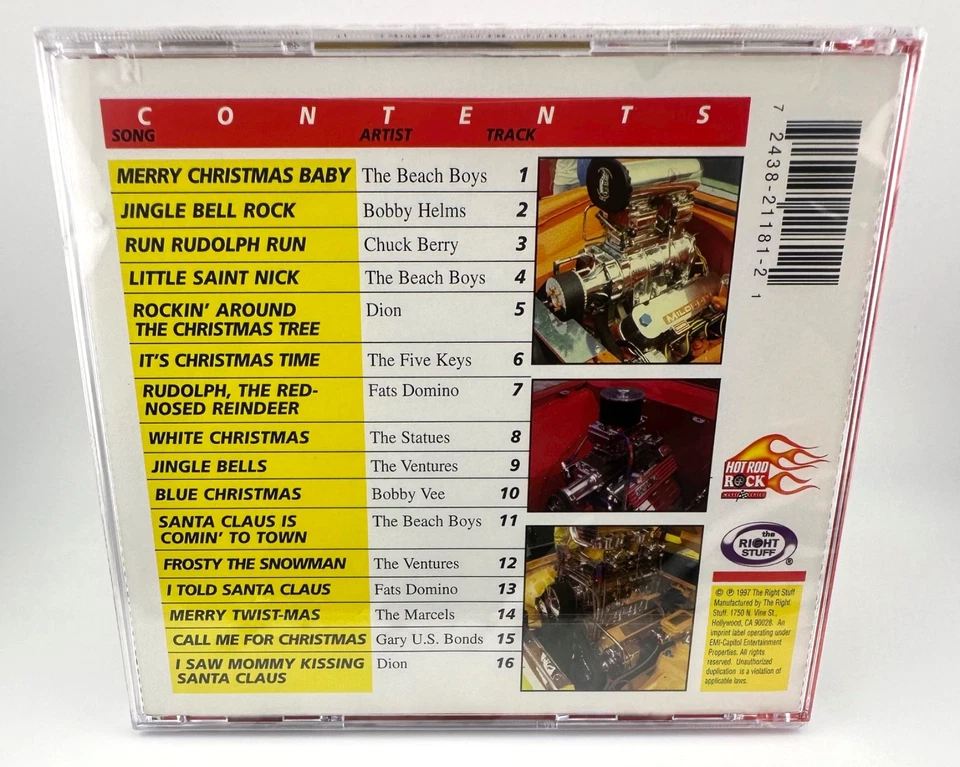 C O N T E N T S
SONG ARTIST TRACK
MERRY CHRISTMAS BABY The Beach Boys 1
JINGLE BELL ROCK Bobby Helms 2
RUN RUDOLPH RUN Chuck Berry 3
LITTLE SAINT NICK The Beach Boys 4
ROCKIN' AROUND Dion 5
THE CHRISTMAS TREE
IT'S CHRISTMAS TIME The Five Keys 6
RUDOLPH, THE RED- Fats Domino 7
NOSED REINDEER
WHITE CHRISTMAS The Statues 8
JINGLE BELLS The Ventures 9
BLUE CHRISTMAS Bobby Vee 10
SANTA CLAUS IS The Beach Boys 11
COMIN' TO TOWN
FROSTY THE SNOWMAN The Ventures 12
I TOLD SANTA CLAUS Fats Domino 13
MERRY TWIST-MAS The Marcels 14
CALL ME FOR CHRISTMAS Gary U.S. Bonds 15
I SAW MOMMY KISSING Dion 16
SANTA CLAUS
7 2438-21181-2 1
HOT ROD
ROCK
the
RIGHT
STUFF
®
© ℗ 1997 The Right Stuff
Manufactured by The Right
Stuff. 1750 N. Vine St.,
Hollywood, CA 90028. An
imprint label operating under
EMI-Capitol Entertainment
Properties. All rights
reserved. Unauthorized
duplication is a violation of
applicable laws.